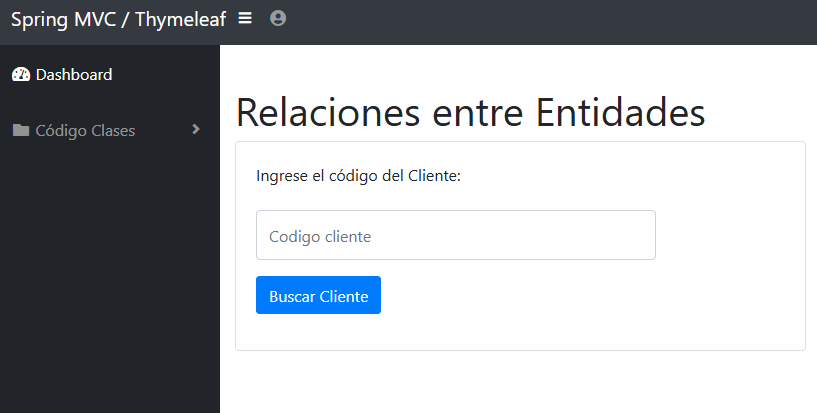 Spring MVC / Thymeleaf
Dashboard
Código Clases
Relaciones entre Entidades
Ingrese el código del Cliente:
Codigo cliente
Buscar Cliente